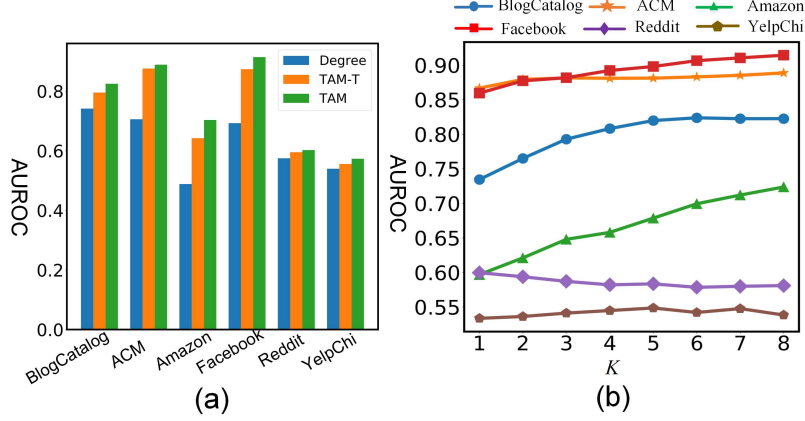 AUROC
0.8
0.6
0.4
0.2
0.0
Degree
TAM-T
TAM
BlogCatalog
ACM
Amazon
Facebook
Reddit
YelpChi
(a)
BlogCatalog ACM Amazon
Facebook Reddit YelpChi
AUROC
0.90
0.85
0.80
0.75
0.70
0.65
0.60
0.55
1 2 3 4 5 6 7 8
K
(b)